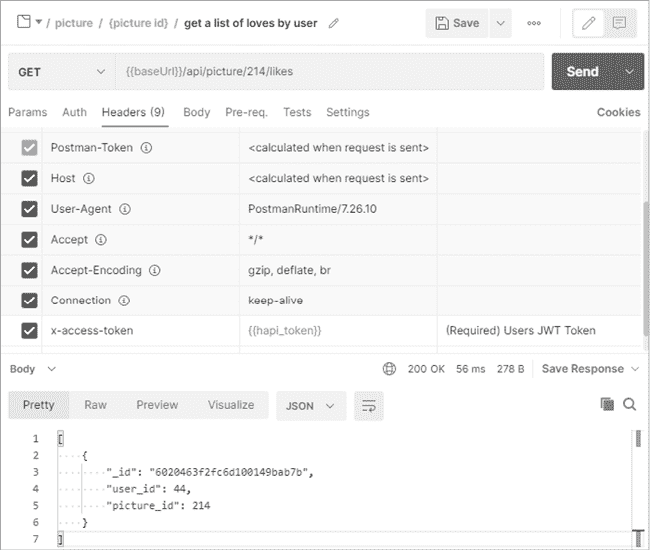 / picture / {picture id} / get a list of loves by user Save
GET {{baseUrl}}/api/picture/214/likes Send
Params Auth Headers (9) Body Pre-req. Tests Settings Cookies
Postman-Token <calculated when request is sent>
Host <calculated when request is sent>
User-Agent PostmanRuntime/7.26.10
Accept */*
Accept-Encoding gzip, deflate, br
Connection keep-alive
x-access-token {{hapi_token}} (Required) Users JWT Token
Body 200 OK 56 ms 278 B Save Response
Pretty Raw Preview Visualize JSON
1 [
2 {
3 "_id": "6020463f2fc6d100149bab7b",
4 "user_id": 44,
5 "picture_id": 214
6 }
7 ]